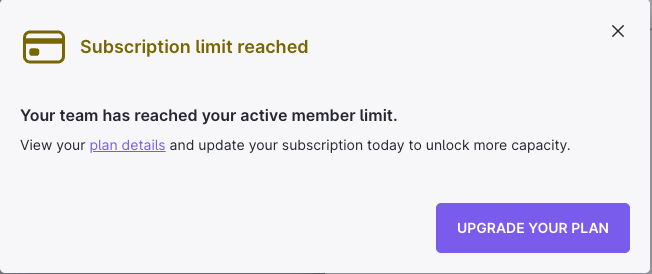 Subscription limit reached
Your team has reached your active member limit.
View your plan details and update your subscription today to unlock more capacity.
UPGRADE YOUR PLAN